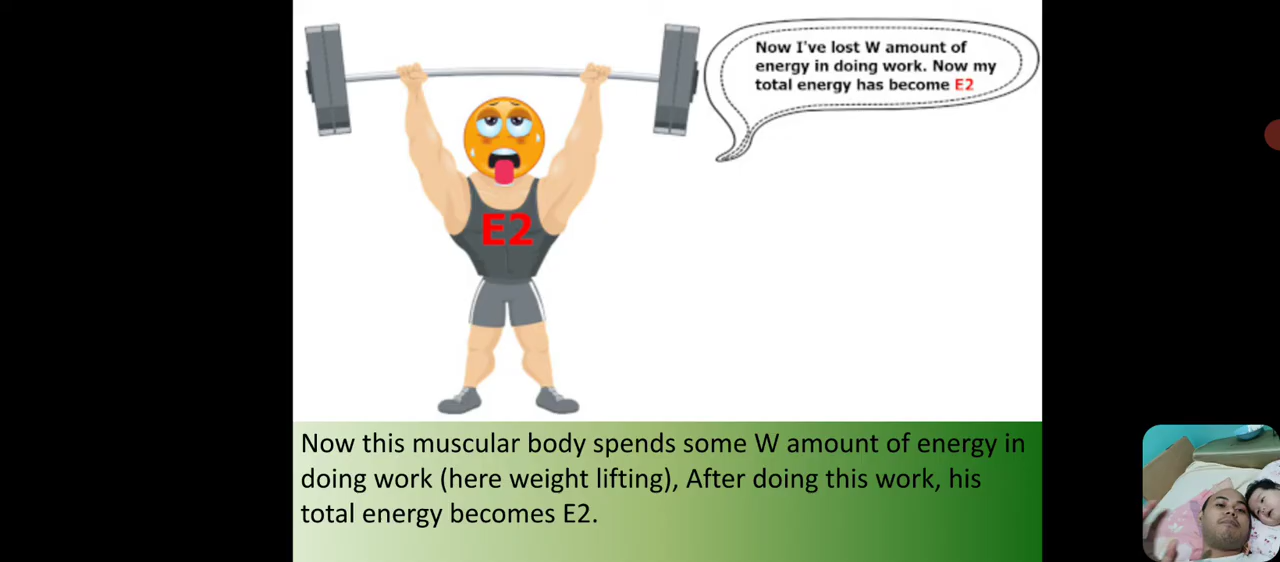 Now I've lost W amount of
energy in doing work. Now my
total energy has become E2
E2
Now this muscular body spends some W amount of energy in
doing work (here weight lifting), After doing this work, his
total energy becomes E2.